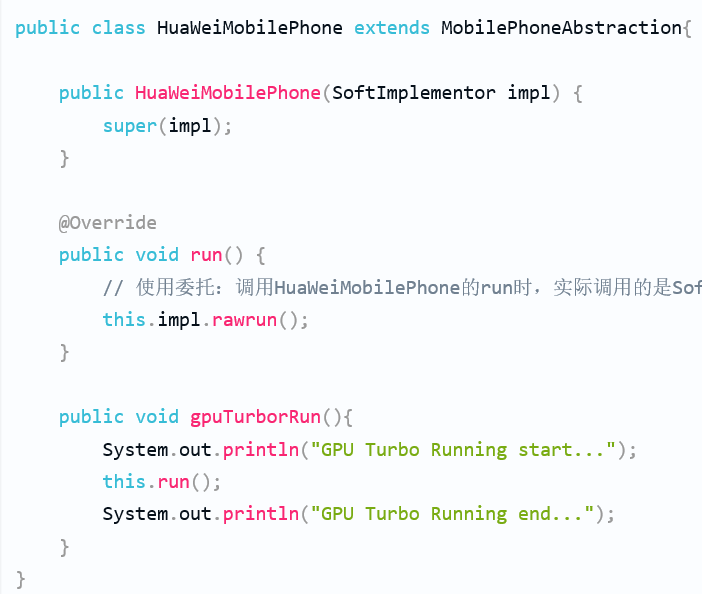 public class HuaWeiMobilePhone extends MobilePhoneAbstraction{
public HuaWeiMobilePhone(SoftImplementor impl) {
super(impl);
}
@Override
public void run() {
// 使用委托：调用HuaWeiMobilePhone的run时，实际调用的是Sof
this.impl.rawrun();
}
public void gpuTurborRun(){
System.out.println("GPU Turbo Running start...");
this.run();
System.out.println("GPU Turbo Running end...");
}
}